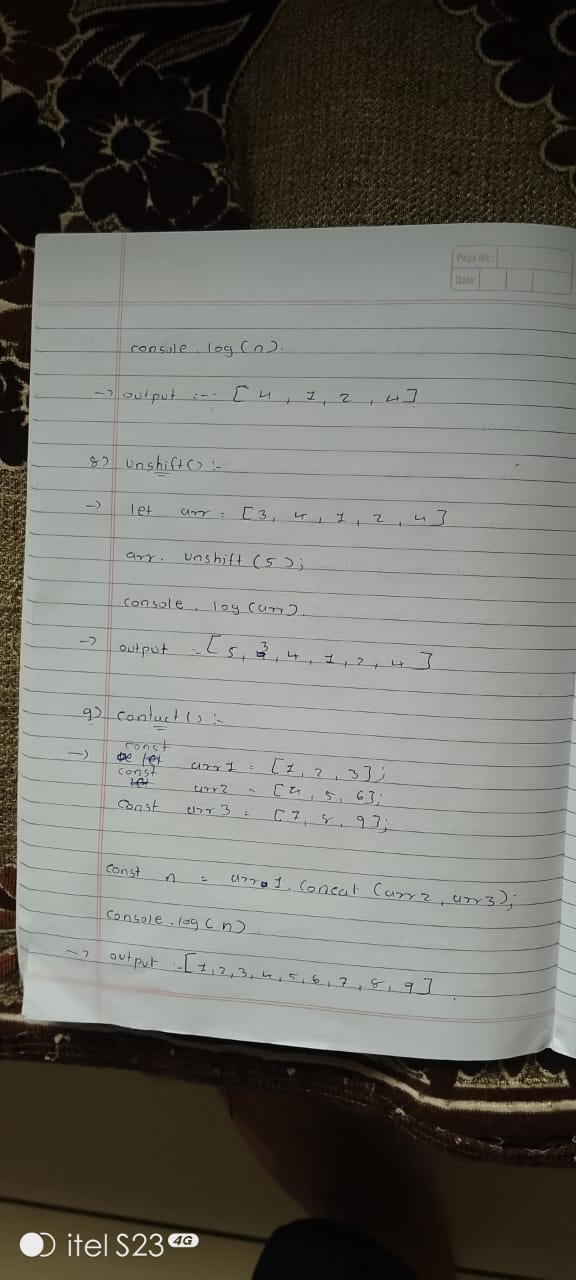 Page No.:
Date:
console.log(n).
→ output :-- [4, 1, 2, 4]
8) Unshift() :-
→ let arr = [3, 4, 1, 2, 4]
arr. unshift (5);
console. log (arr)
→ output :- [5, 3, 4, 1, 2, 4]
9) contact() :-
→ const arr1 = [1, 2, 3];
const arr2 = [4, 5, 6];
const arr3 = [7, 8, 9];
const n = arr1. concat (arr2, arr3);
console.log(n)
→ output :- [1, 2, 3, 4, 5, 6, 7, 8, 9]
itel S23 4G